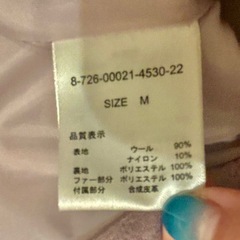 8-726-00021-4530-22
SIZE M
品質表示
表地 ウール 90%
ナイロン 10%
裏地 ポリエステル 100%
ファー部分 ポリエステル 100%
付属部分 合成皮革